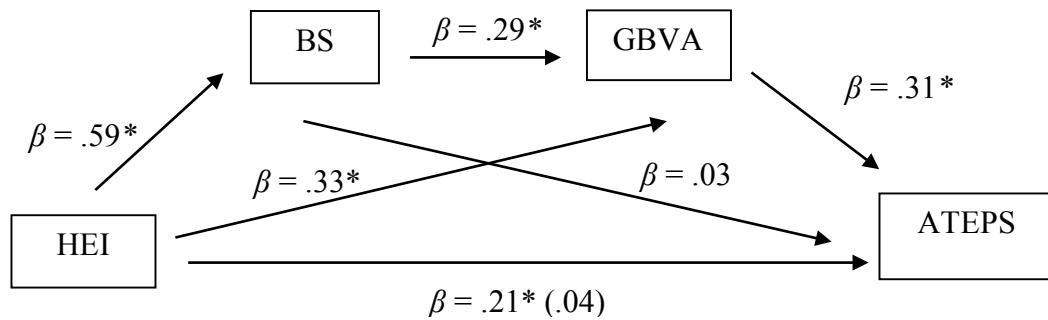 BS
β = .29*
GBVA
β = .31*
β = .59*
β = .33*
β = .03
HEI
ATEPS
β = .21* (.04)